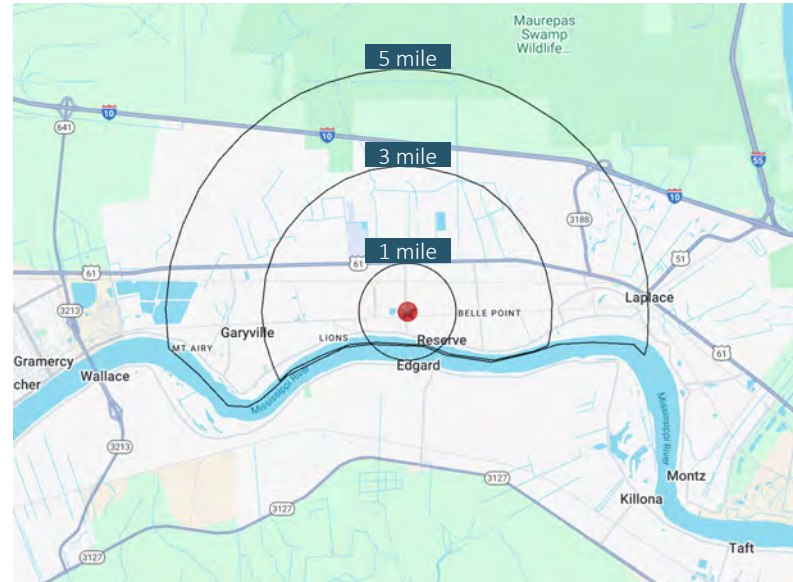 Maurepas
Swamp
Wildlife...
5 mile
10
641
3 mile
10
55
10
3188
1 mile
61
61
51
3213
Laplace
BELLE POINT
LIONS
Garyville
Reserve
MT. AIRY
61
Gramercy
Edgard
Wallace
cher
Mississippi River
Mississippi River
3213
3127
Montz
3127
Killona
Taft
3127